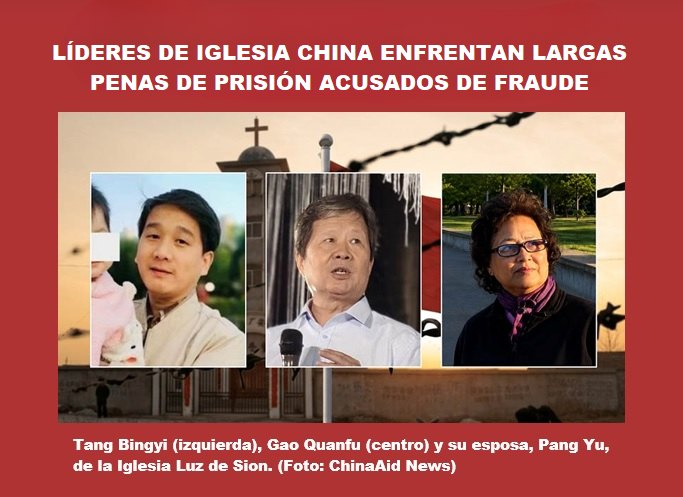 LÍDERES DE IGLESIA CHINA ENFRENTAN LARGAS
PENAS DE PRISIÓN ACUSADOS DE FRAUDE
Tang Bingyi (izquierda), Gao Quanfu (centro) y su esposa, Pang Yu,
de la Iglesia Luz de Sion. (Foto: ChinaAid News)